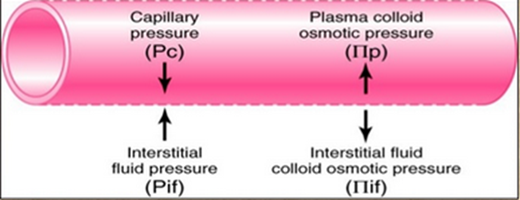 Capillary
pressure
(Pc)
Plasma colloid
osmotic pressure
(Πp)
Interstitial
fluid pressure
(Pif)
Interstitial fluid
colloid osmotic pressure
(Πif)